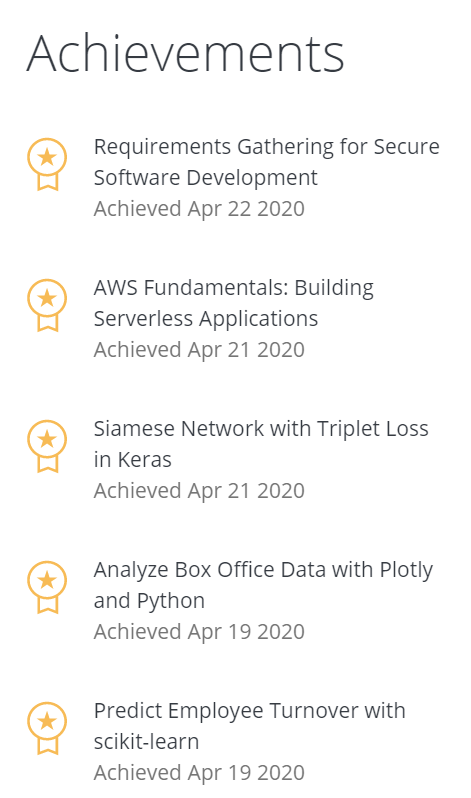 Achievements
Requirements Gathering for Secure
Software Development
Achieved Apr 22 2020
AWS Fundamentals: Building
Serverless Applications
Achieved Apr 21 2020
Siamese Network with Triplet Loss
in Keras
Achieved Apr 21 2020
Analyze Box Office Data with Plotly
and Python
Achieved Apr 19 2020
Predict Employee Turnover with
scikit-learn
Achieved Apr 19 2020